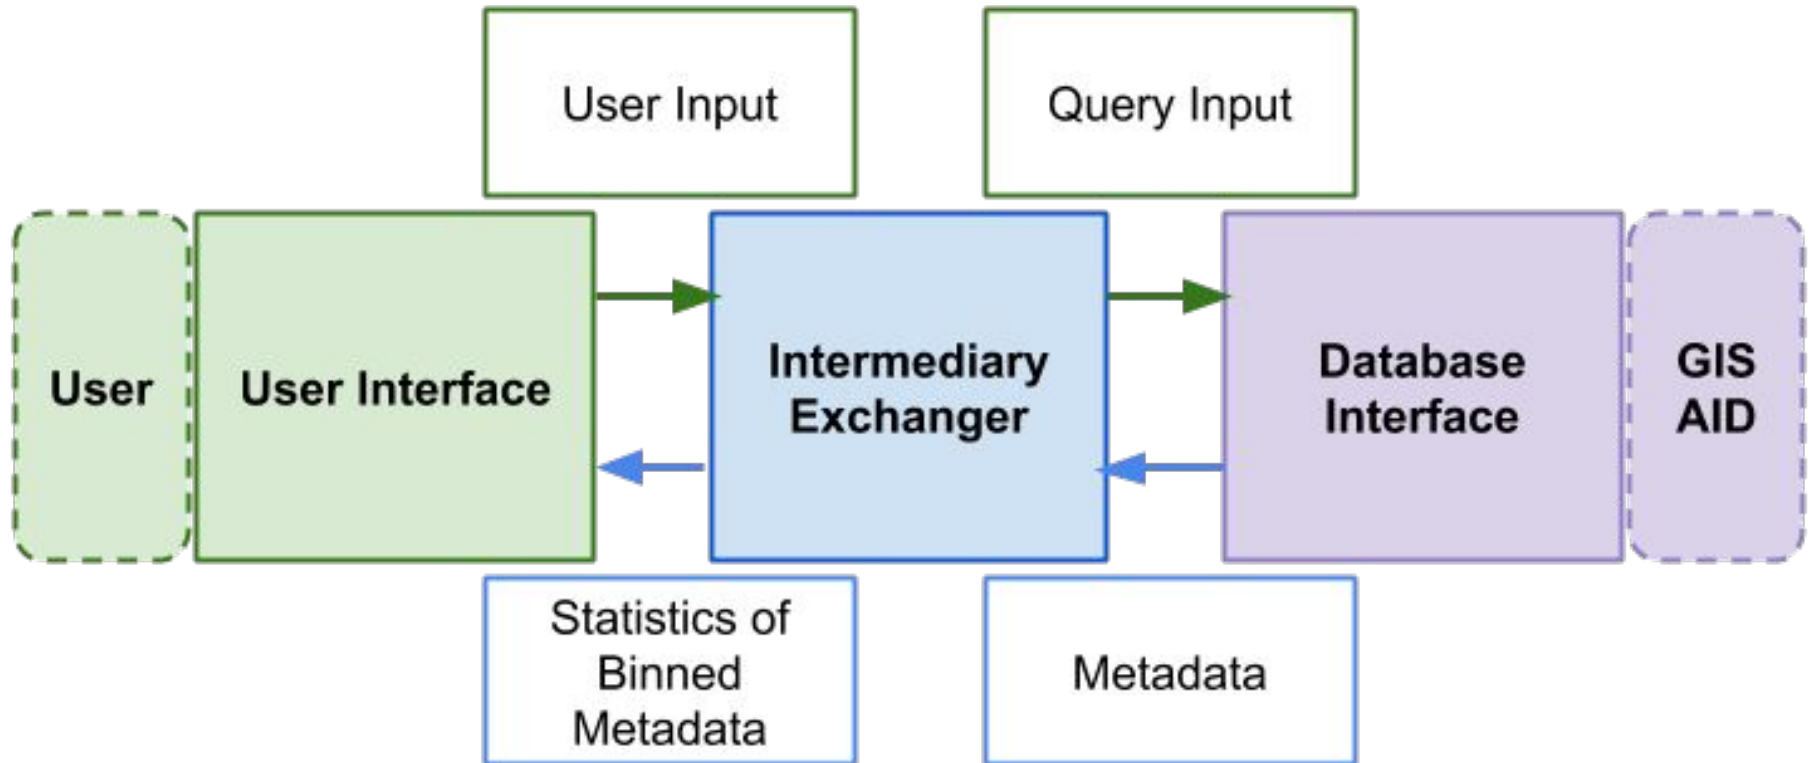 User Input
Query Input
User
User Interface
Intermediary
Exchanger
Database
Interface
GIS
AID
Statistics of
Binned
Metadata
Metadata